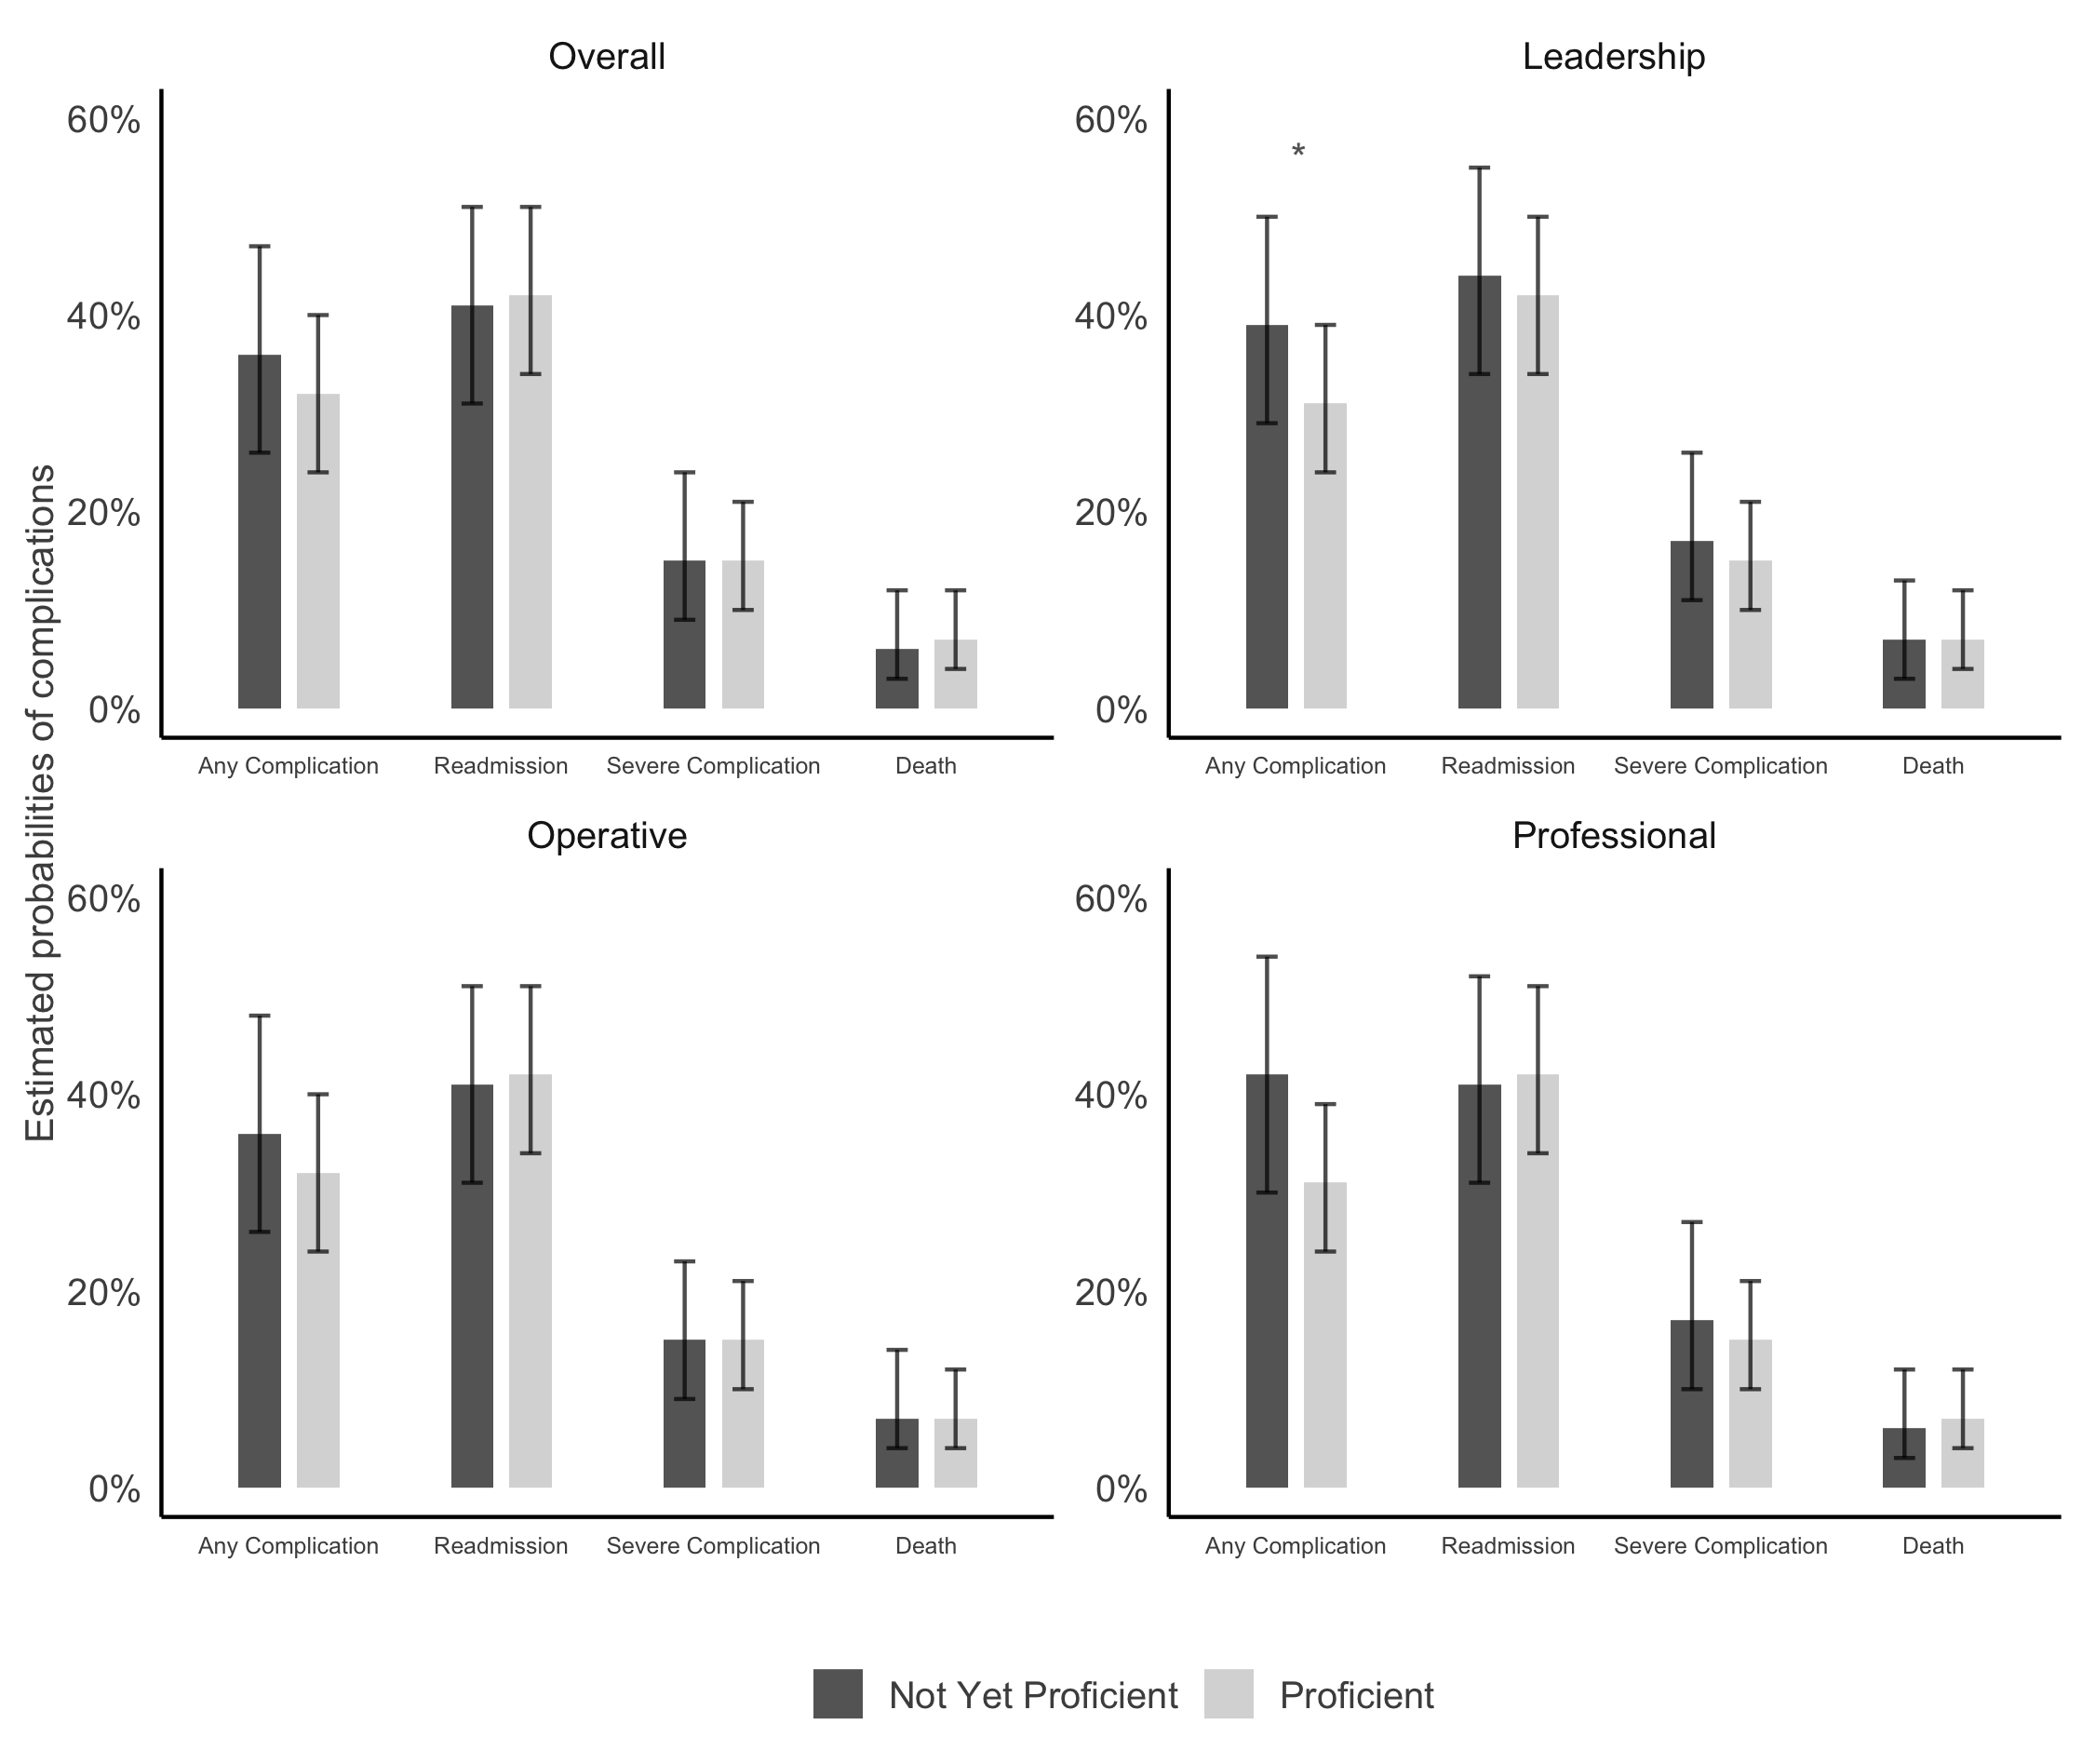 Overall
60%
40%
20%
0%
Any Complication Readmission Severe Complication Death
Leadership
60%
*
40%
20%
0%
Any Complication Readmission Severe Complication Death
Estimated probabilities of complications
Operative
60%
40%
20%
0%
Any Complication Readmission Severe Complication Death
Professional
60%
40%
20%
0%
Any Complication Readmission Severe Complication Death
Not Yet Proficient Proficient